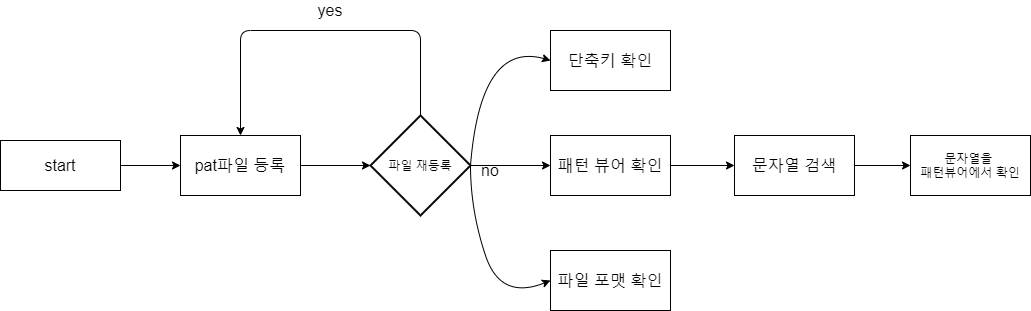 yes
단축키 확인
start
pat파일 등록
파일 재등록
no
패턴 뷰어 확인
문자열 검색
문자열을
패턴뷰어에서 확인
파일 포맷 확인